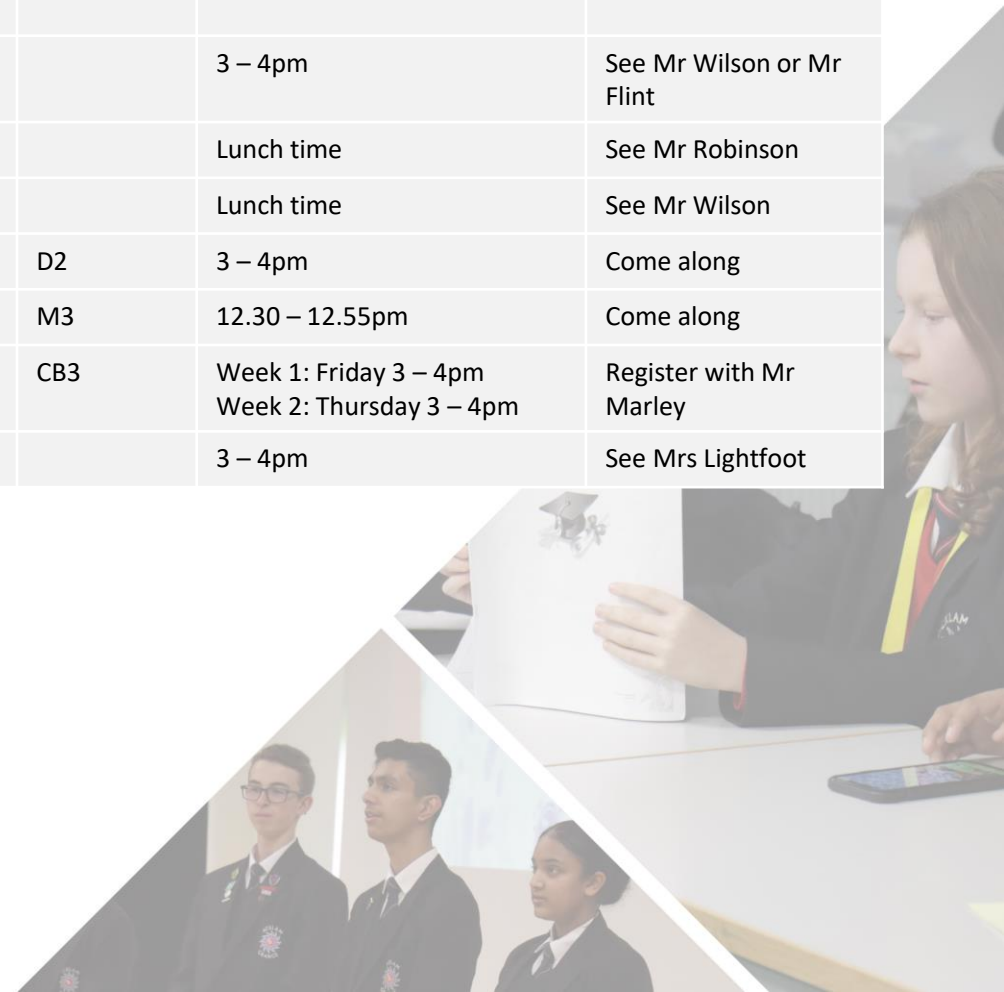 3 – 4pm See Mr Wilson or Mr
Flint
Lunch time See Mr Robinson
Lunch time See Mr Wilson
D2 3 – 4pm Come along
M3 12.30 – 12.55pm Come along
CB3 Week 1: Friday 3 – 4pm Register with Mr
Week 2: Thursday 3 – 4pm Marley
3 – 4pm See Mrs Lightfoot